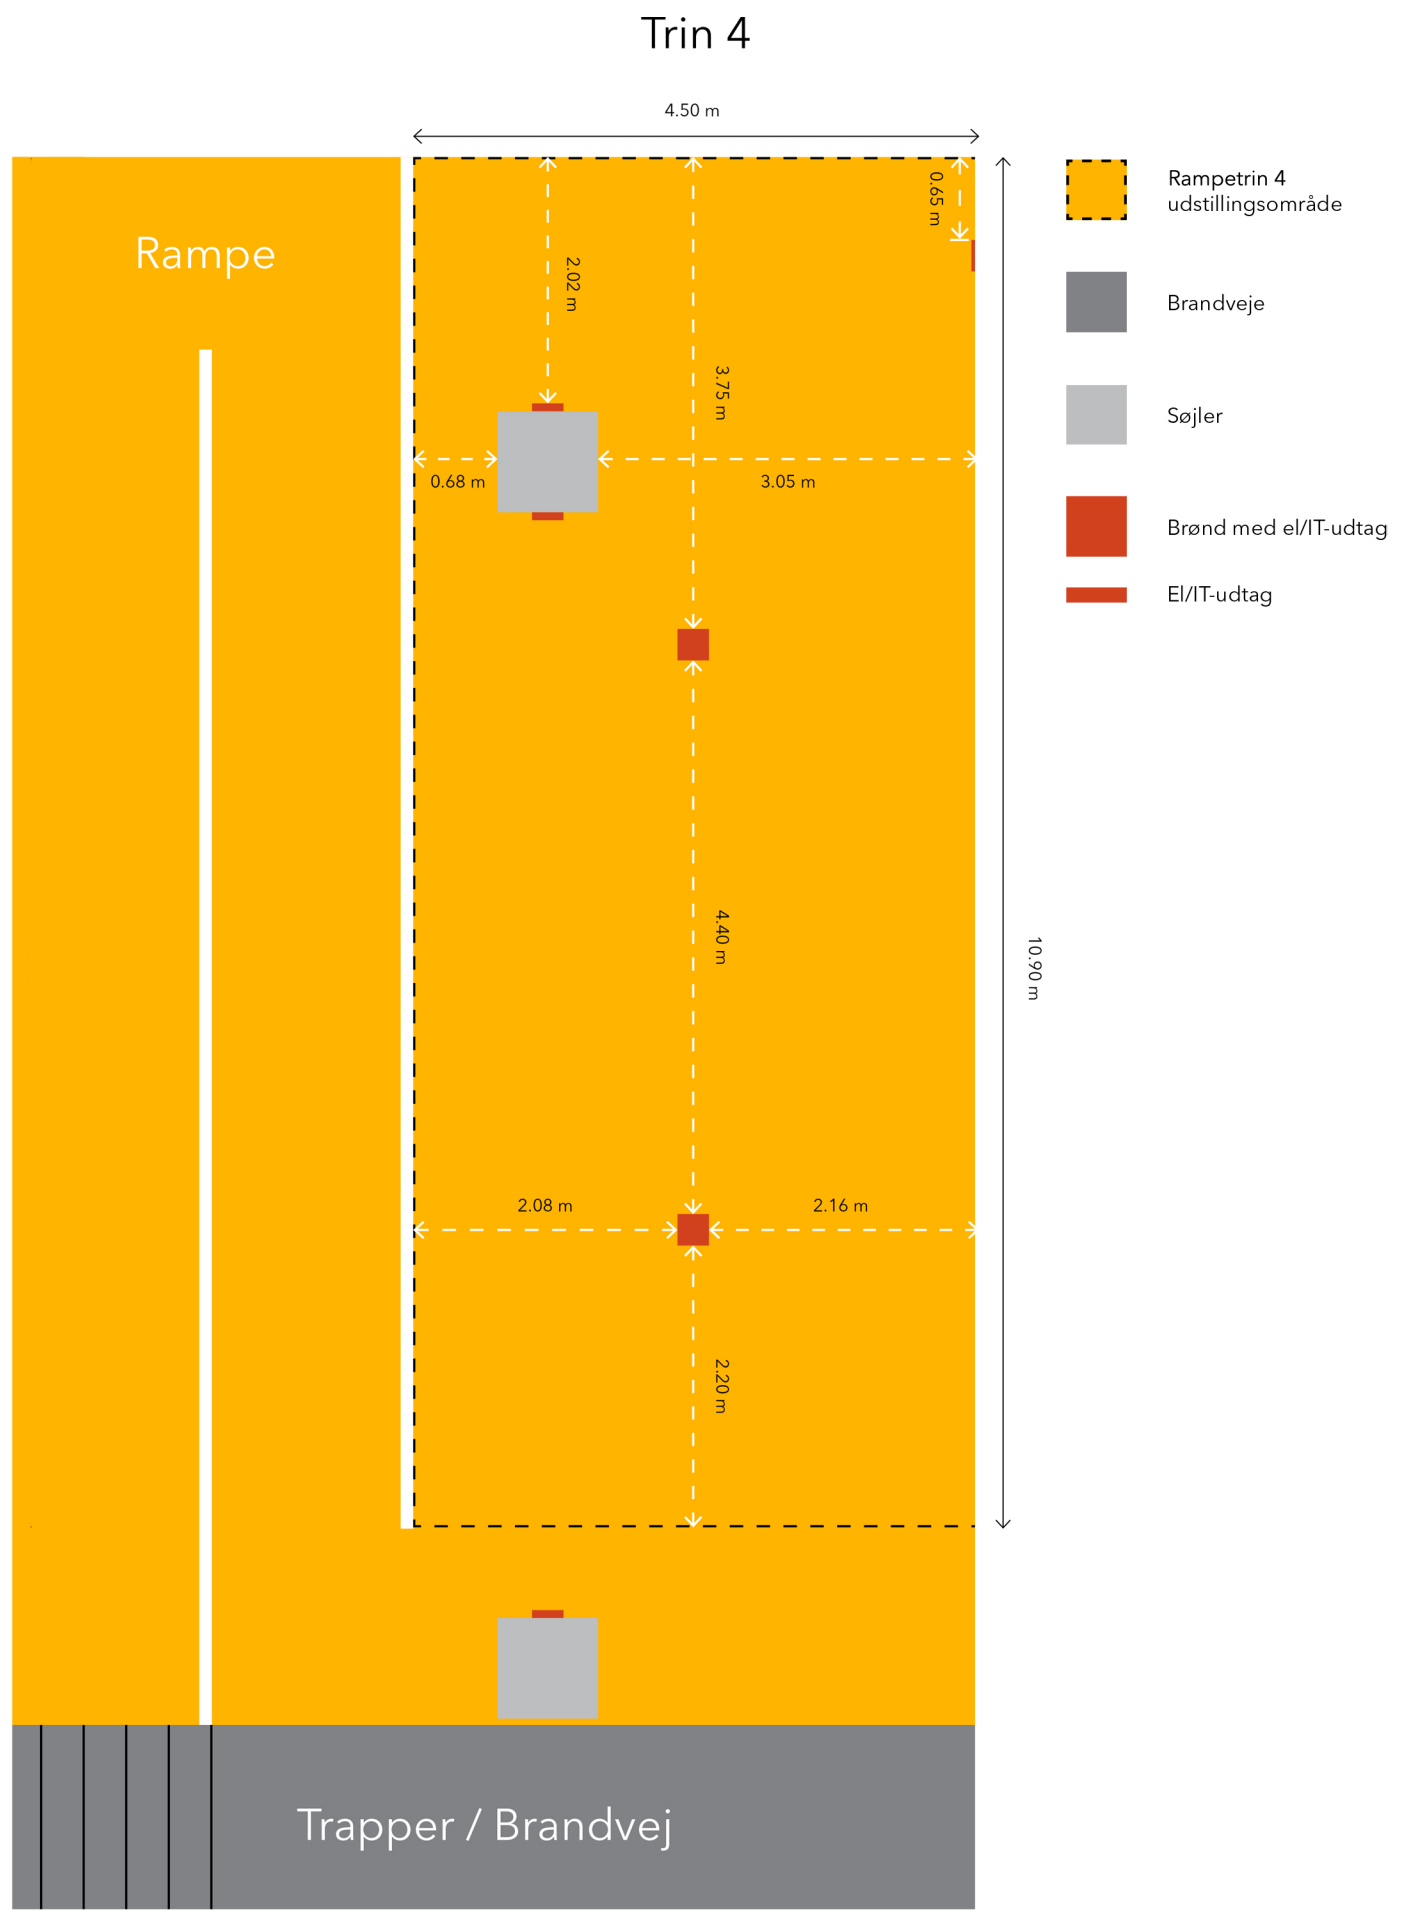 Trin 4
4.50 m
0.65 m
Rampetrin 4
udstillingsområde
Rampe
2.02 m
Brandveje
3.75 m
Søjler
0.68 m
3.05 m
Brønd med el/IT-udtag
El/IT-udtag
4.40 m
10.90 m
2.08 m
2.16 m
2.20 m
Trapper / Brandvej